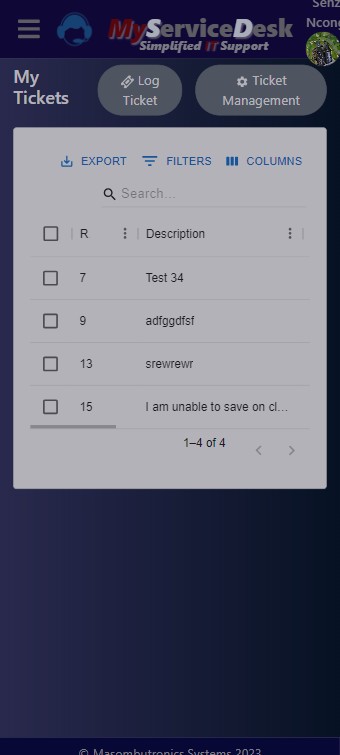 Senz
MyServiceDesk
Ncong
Simplified IT Support
My
Tickets
Log
Ticket
Ticket
Management
EXPORT
FILTERS
COLUMNS
Search...
R
Description
7
Test 34
9
adfggdfsf
13
srewrewr
15
I am unable to save on cl...
1–4 of 4
© Masombutronics Systems 2023